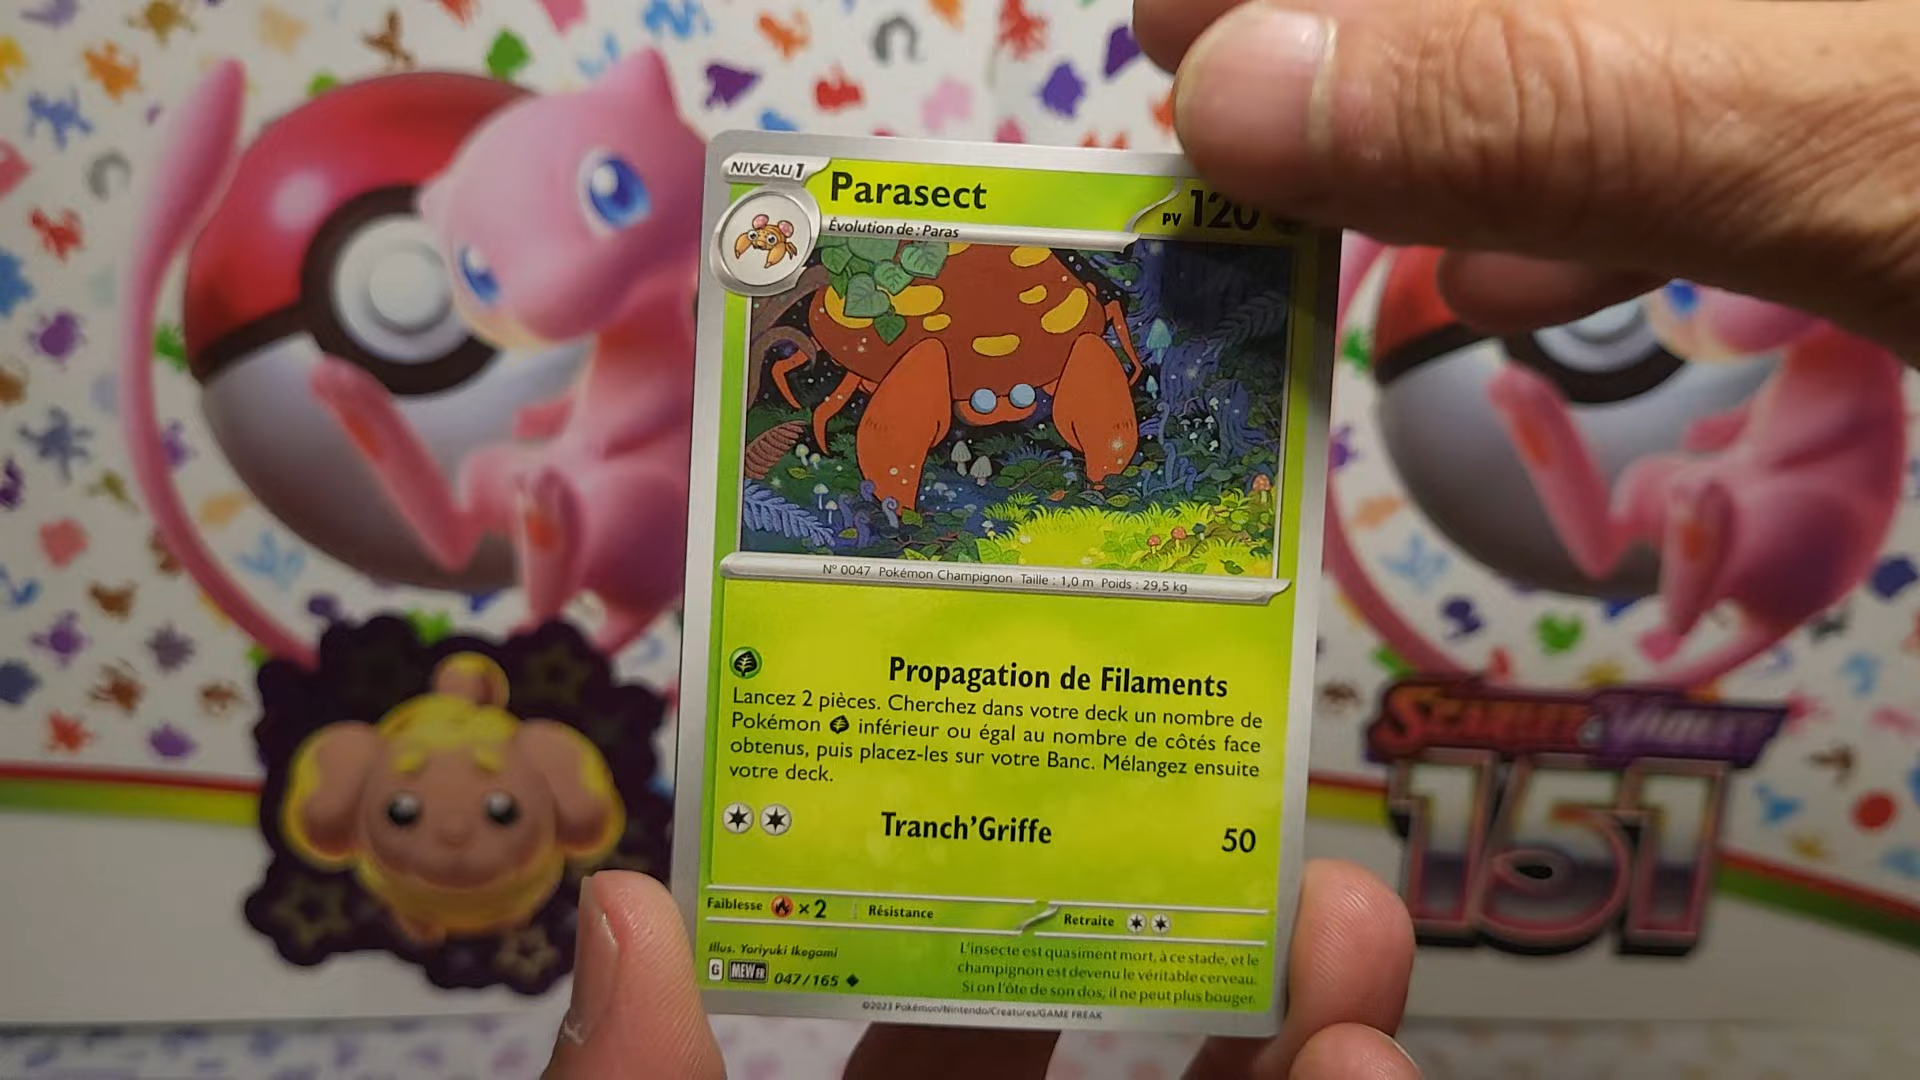 NIVEAU 1
Parasect
PV 120
Évolution de : Paras
N° 0047 Pokémon Champignon Taille : 1,0 m Poids : 29,5 kg
Propagation de Filaments
Lancez 2 pièces. Cherchez dans votre deck un nombre de
Pokémon inférieur ou égal au nombre de côtés face
obtenus, puis placez-les sur votre Banc. Mélangez ensuite
votre deck.
Tranch'Griffe 50
Faiblesse ×2 Résistance Retraite
Illus. Yoriyuki Ikegami
G MEW FR 047/165
L'insecte est quasiment mort, à ce stade, et le
champignon est devenu le véritable cerveau.
Si on l'ôte de son dos, il ne peut plus bouger.
©2023 Pokémon/Nintendo/Creatures/GAME FREAK
SCARLET & VIOLET
151